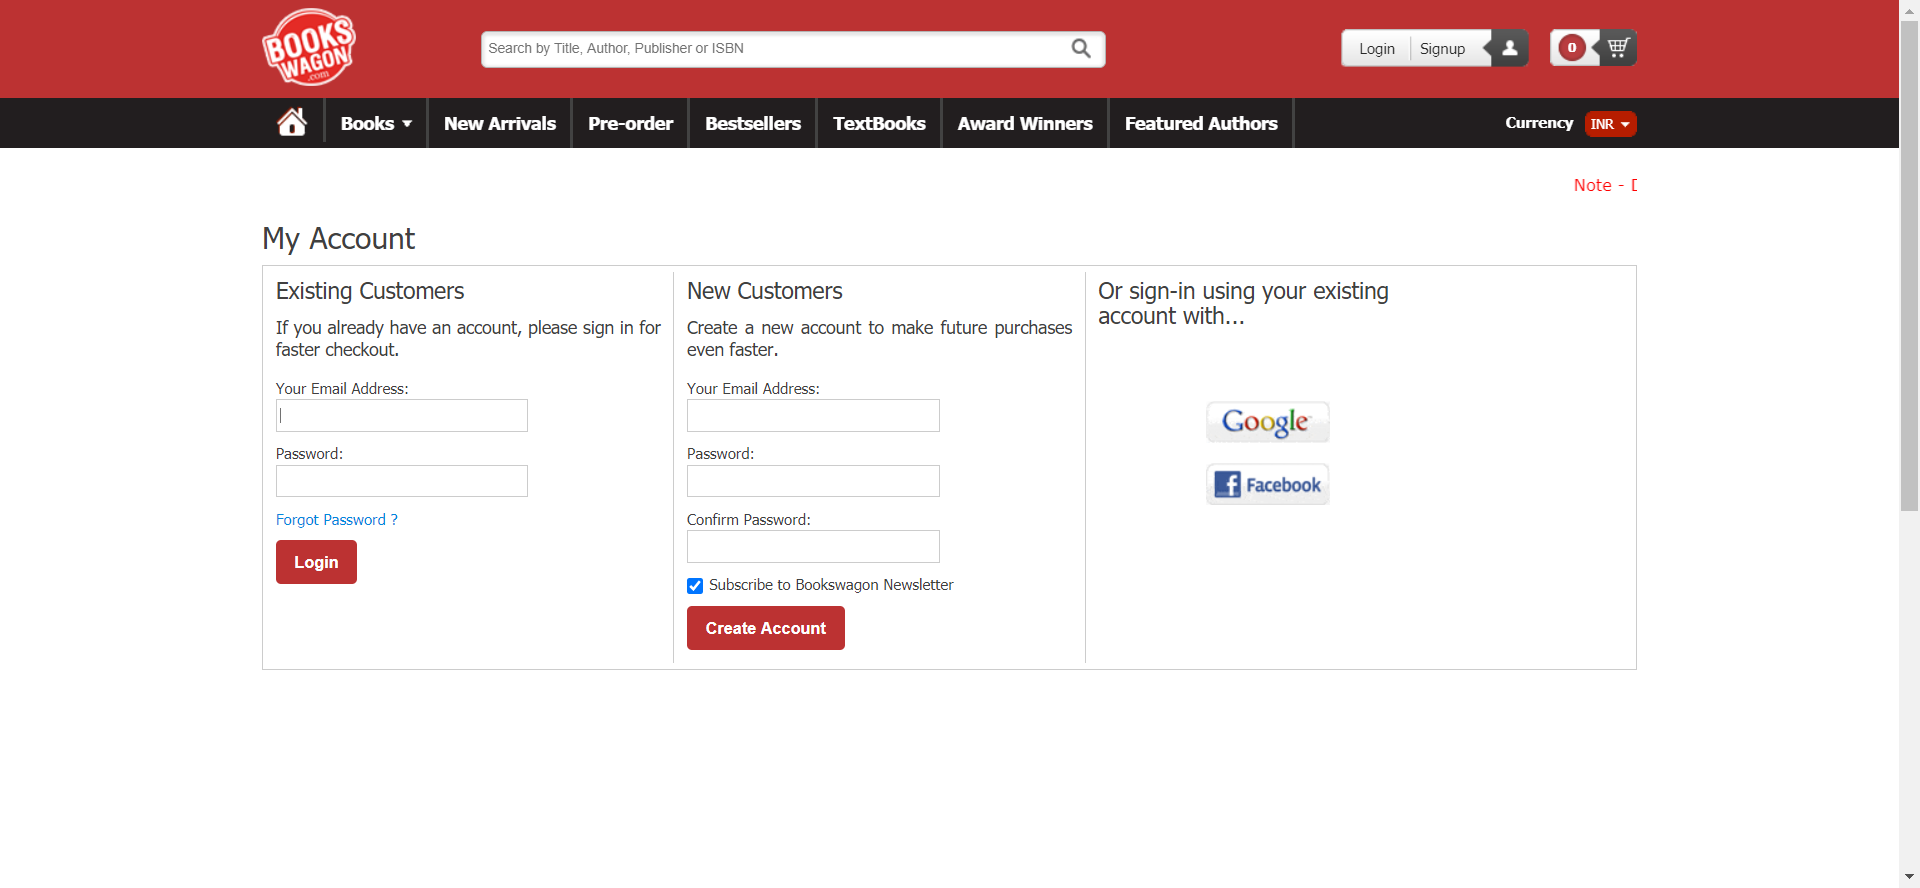 BOOKS
WAGON
.com
Search by Title, Author, Publisher or ISBN
Login
Signup
0
Books
New Arrivals
Pre-order
Bestsellers
TextBooks
Award Winners
Featured Authors
Currency
INR
Note -
My Account
Existing Customers
If you already have an account, please sign in for
faster checkout.
Your Email Address:
Password:
Forgot Password ?
Login
New Customers
Create a new account to make future purchases
even faster.
Your Email Address:
Password:
Confirm Password:
Subscribe to Bookswagon Newsletter
Create Account
Or sign-in using your existing
account with...
Google
Facebook